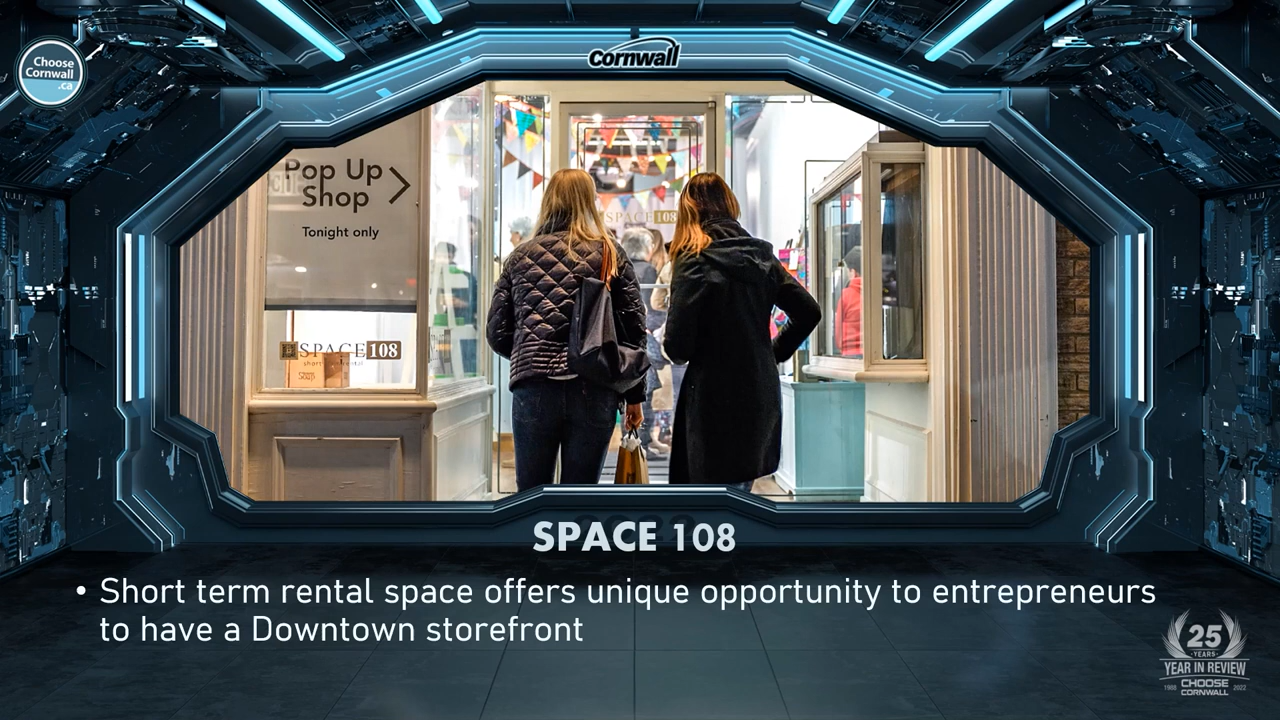 Choose
Cornwall
.ca
Cornwall
Pop Up
Shop
Tonight only
SPACE 108
SPACE 108
SPACE 108
• Short term rental space offers unique opportunity to entrepreneurs
to have a Downtown storefront
25
YEARS
YEAR IN REVIEW
CHOOSE
CORNWALL
2022